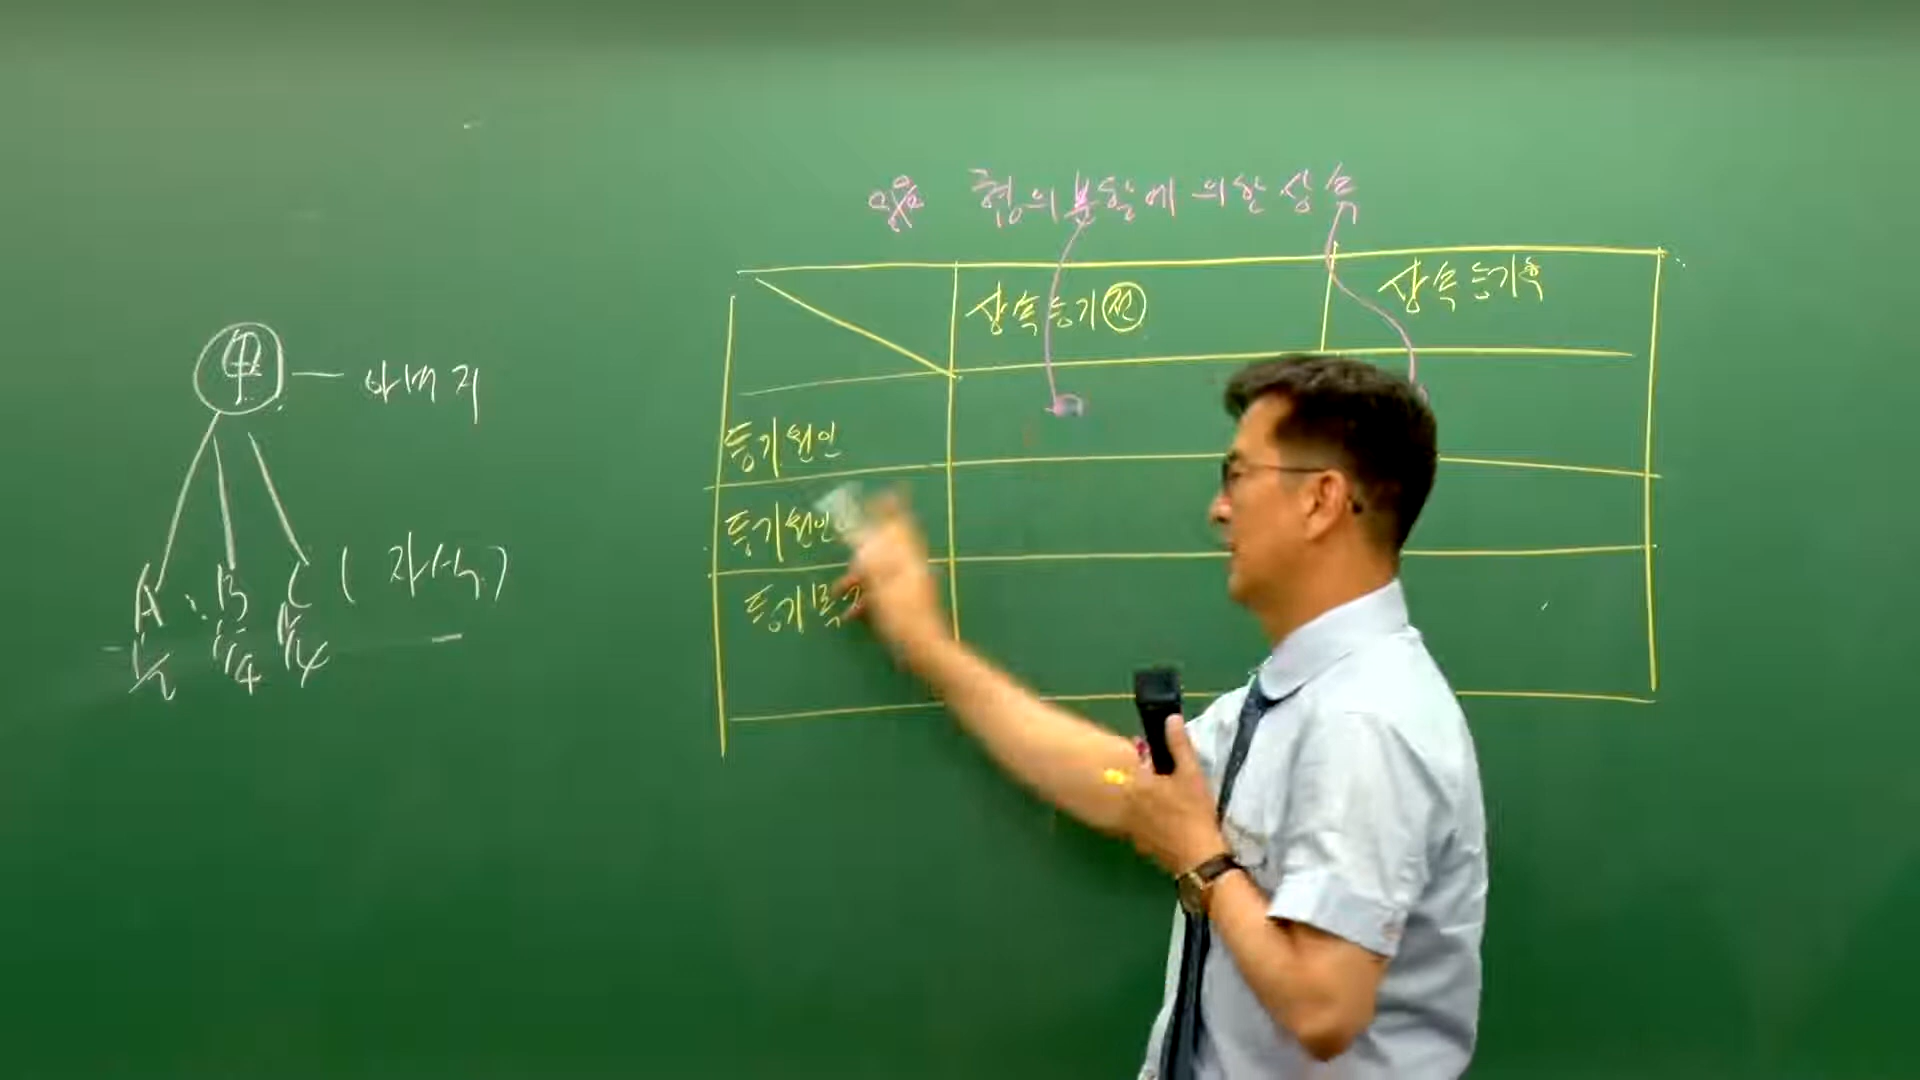 ※ 협의분할에 의한 상속
상속등기㊉前 상속등기후
甲 — 아버지
등기원인
등기원인
등기목
A B C (자식)
1/2 1/4 1/4